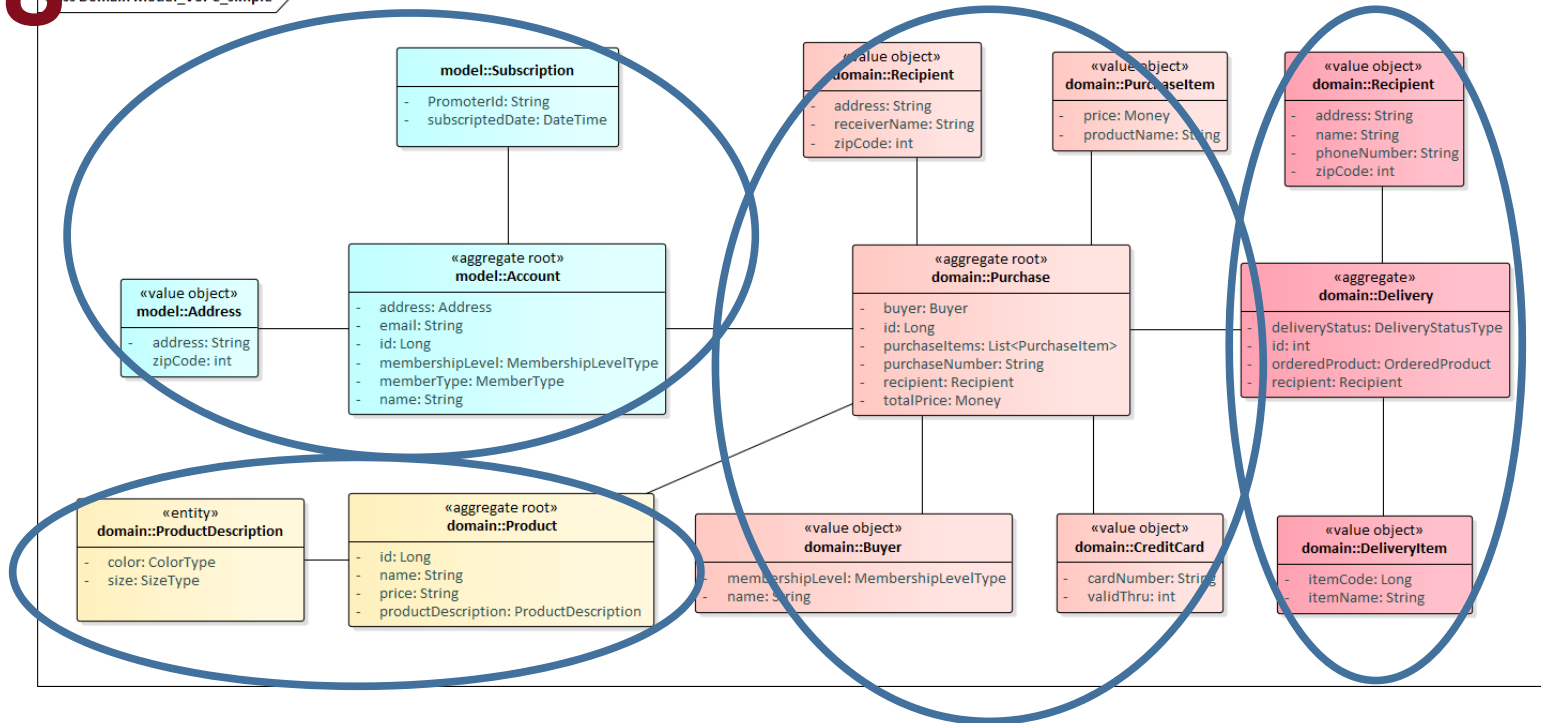 model::Subscription
- PromoterId: String
- subscriptedDate: DateTime
«value object»
domain::Recipient
- address: String
- receiverName: String
- zipCode: int
«value object»
domain::PurchaseItem
- price: Money
- productName: String
«value object»
domain::Recipient
- address: String
- name: String
- phoneNumber: String
- zipCode: int
«value object»
model::Address
- address: String
- zipCode: int
«aggregate root»
model::Account
- address: Address
- email: String
- id: Long
- membershipLevel: MembershipLevelType
- memberType: MemberType
- name: String
«aggregate root»
domain::Purchase
- buyer: Buyer
- id: Long
- purchaseItems: List<PurchaseItem>
- purchaseNumber: String
- recipient: Recipient
- totalPrice: Money
«aggregate»
domain::Delivery
- deliveryStatus: DeliveryStatusType
- id: int
- orderedProduct: OrderedProduct
- recipient: Recipient
«entity»
domain::ProductDescription
- color: ColorType
- size: SizeType
«aggregate root»
domain::Product
- id: Long
- name: String
- price: String
- productDescription: ProductDescription
«value object»
domain::Buyer
- membershipLevel: MembershipLevelType
- name: String
«value object»
domain::CreditCard
- cardNumber: String
- validThru: int
«value object»
domain::DeliveryItem
- itemCode: Long
- itemName: String